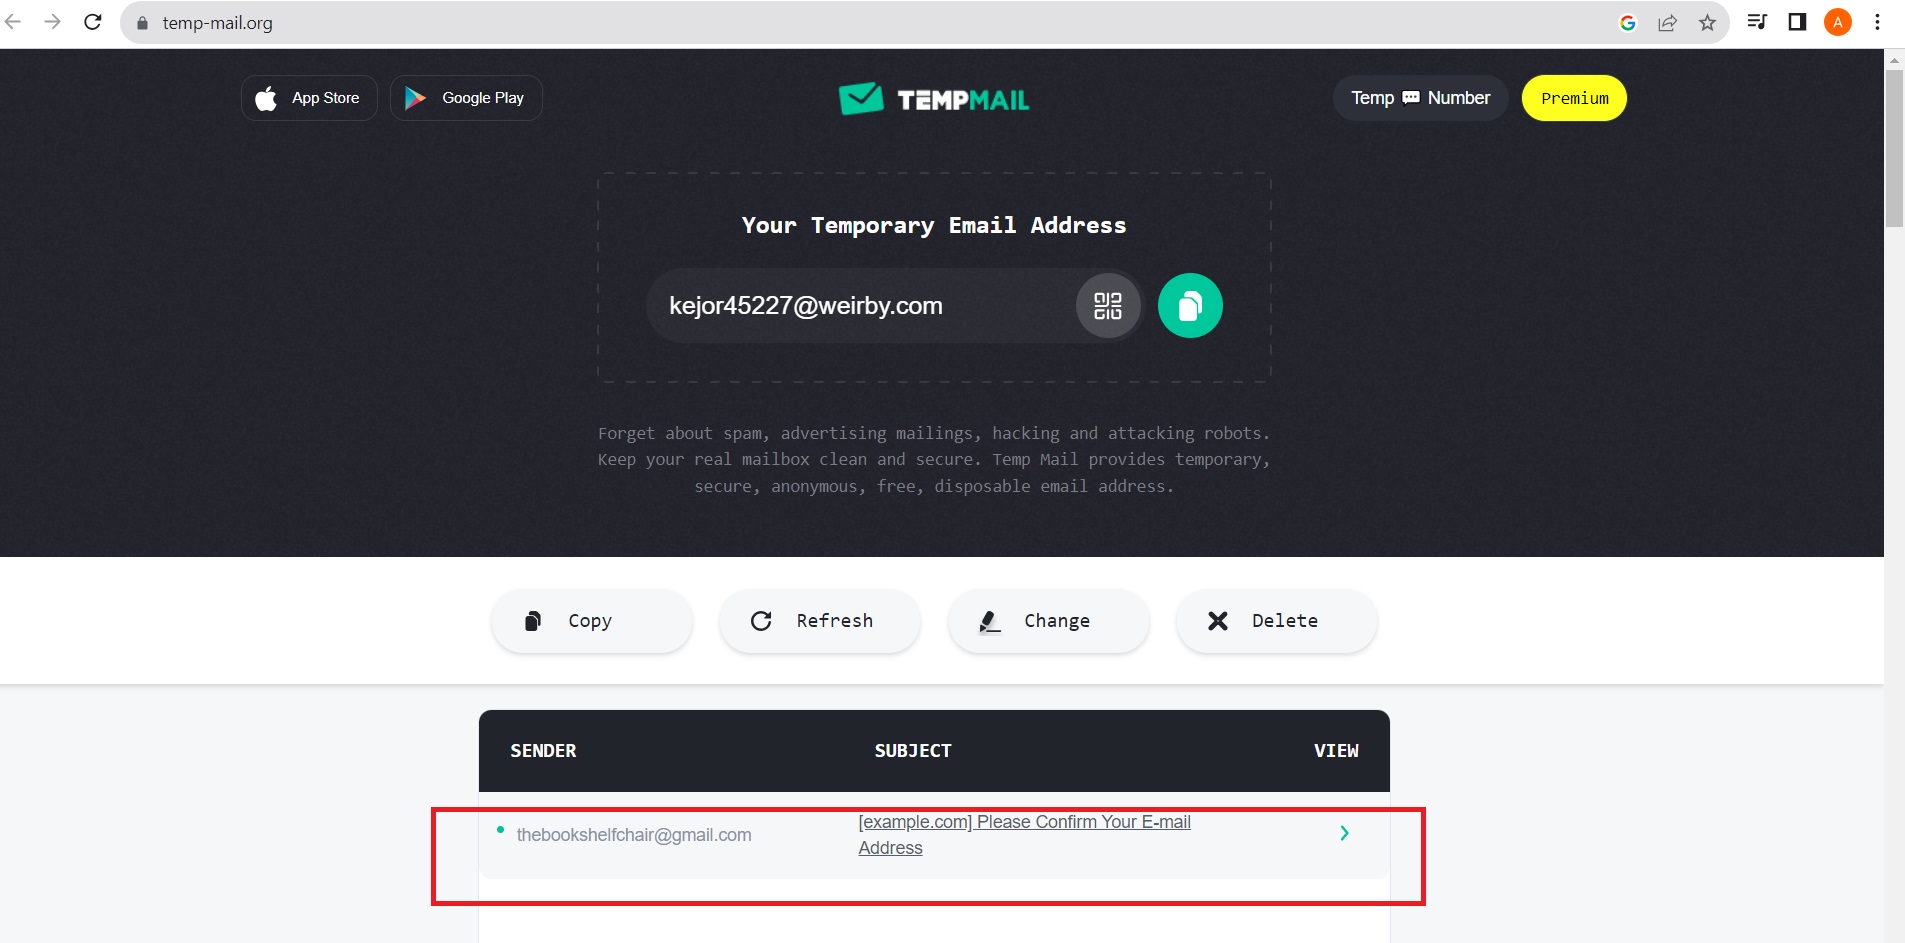 temp-mail.org
A
App Store
Google Play
TEMPMAIL
Temp Number
Premium
Your Temporary Email Address
kejor45227@weirby.com
Forget about spam, advertising mailings, hacking and attacking robots.
Keep your real mailbox clean and secure. Temp Mail provides temporary,
secure, anonymous, free, disposable email address.
Copy
Refresh
Change
Delete
SENDER
SUBJECT
VIEW
thebookshelfchair@gmail.com
[example.com] Please Confirm Your E-mail
Address